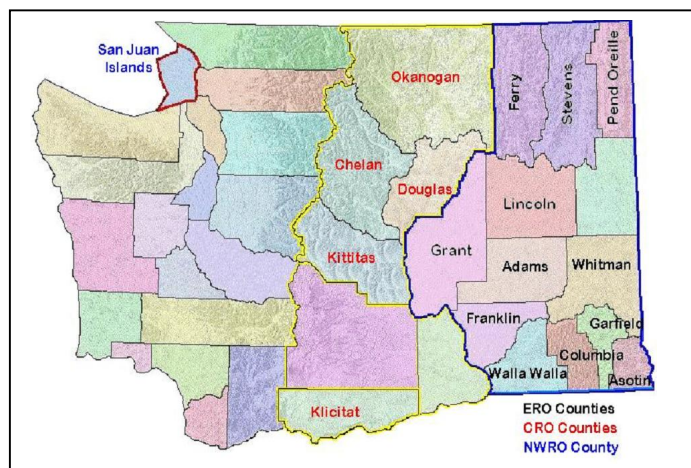 San Juan
Islands
Okanogan
Ferry
Stevens
Pend Oreille
Chelan
Douglas
Lincoln
Kittitas
Grant
Adams
Whitman
Franklin
Garfield
Columbia
Walla Walla
Asotin
Klicitat
ERO Counties
CRO Counties
NWRO County